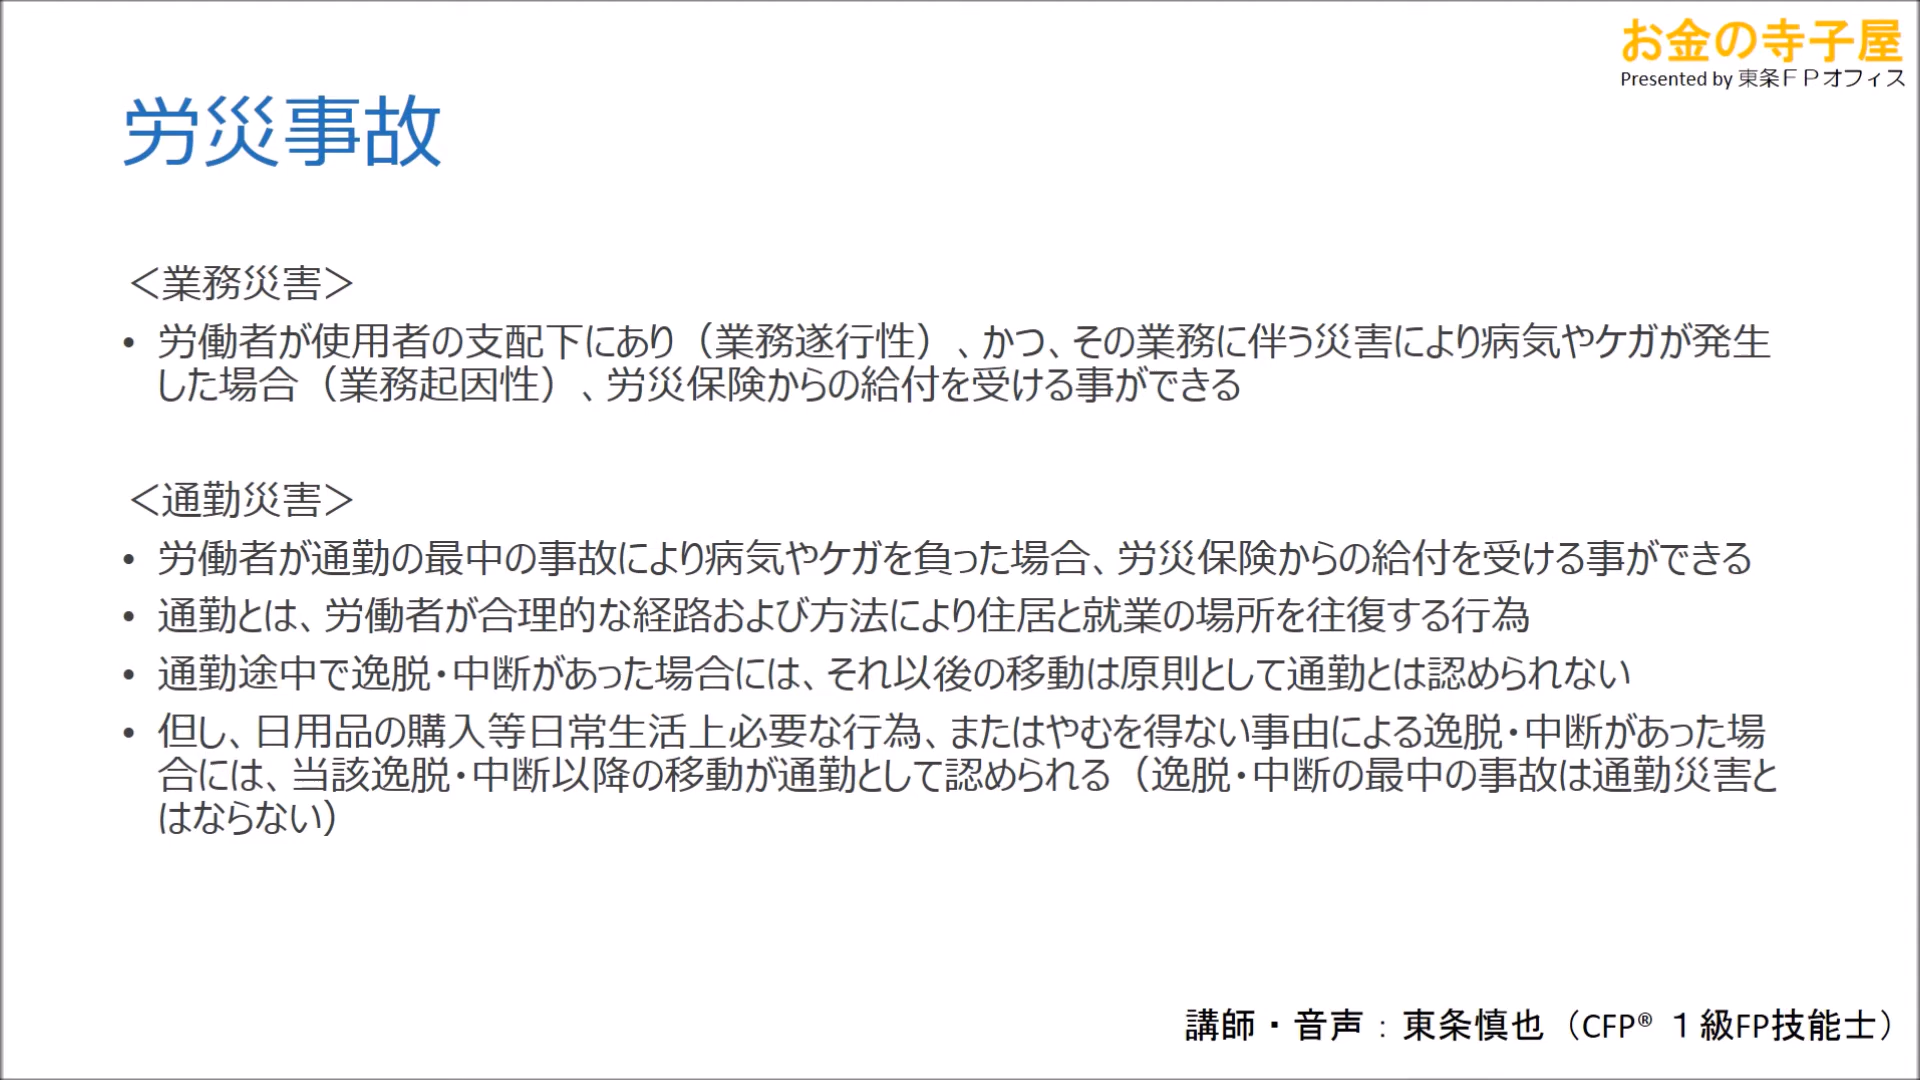 お金の寺子屋
Presented by 東条ＦＰオフィス
労災事故
＜業務災害＞
• 労働者が使用者の支配下にあり（業務遂行性）、かつ、その業務に伴う災害により病気やケガが発生
した場合（業務起因性）、労災保険からの給付を受ける事ができる
＜通勤災害＞
• 労働者が通勤の最中の事故により病気やケガを負った場合、労災保険からの給付を受ける事ができる
• 通勤とは、労働者が合理的な経路および方法により住居と就業の場所を往復する行為
• 通勤途中で逸脱・中断があった場合には、それ以後の移動は原則として通勤とは認められない
• 但し、日用品の購入等日常生活上必要な行為、またはやむを得ない事由による逸脱・中断があった場
合には、当該逸脱・中断以降の移動が通勤として認められる（逸脱・中断の最中の事故は通勤災害と
はならない）
講師・音声：東条慎也（CFP® １級FP技能士）